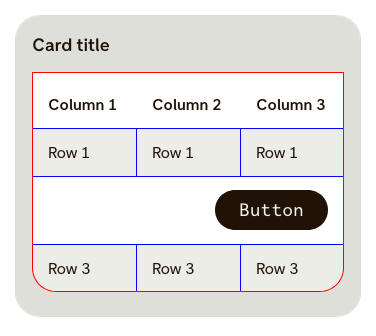 Card title
Column 1 Column 2 Column 3
Row 1 Row 1 Row 1
Button
Row 3 Row 3 Row 3